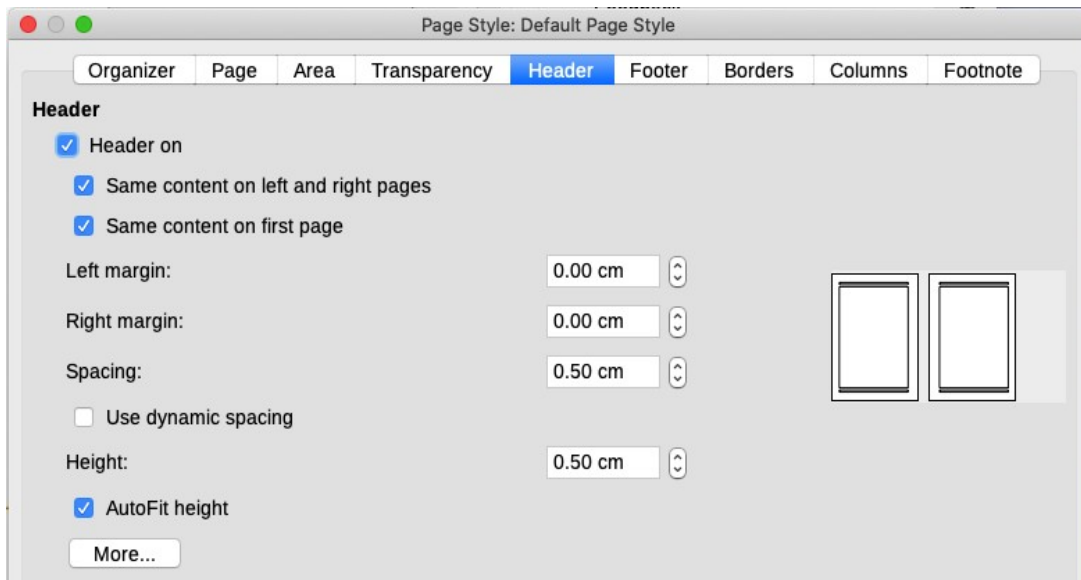 Page Style: Default Page Style
Organizer Page Area Transparency Header Footer Borders Columns Footnote
Header
Header on
Same content on left and right pages
Same content on first page
Left margin: 0.00 cm
Right margin: 0.00 cm
Spacing: 0.50 cm
Use dynamic spacing
Height: 0.50 cm
AutoFit height
More...